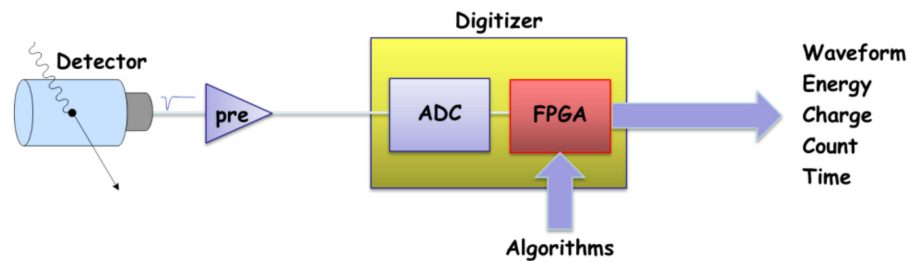 Digitizer
Detector
pre
ADC
FPGA
Algorithms
Waveform
Energy
Charge
Count
Time